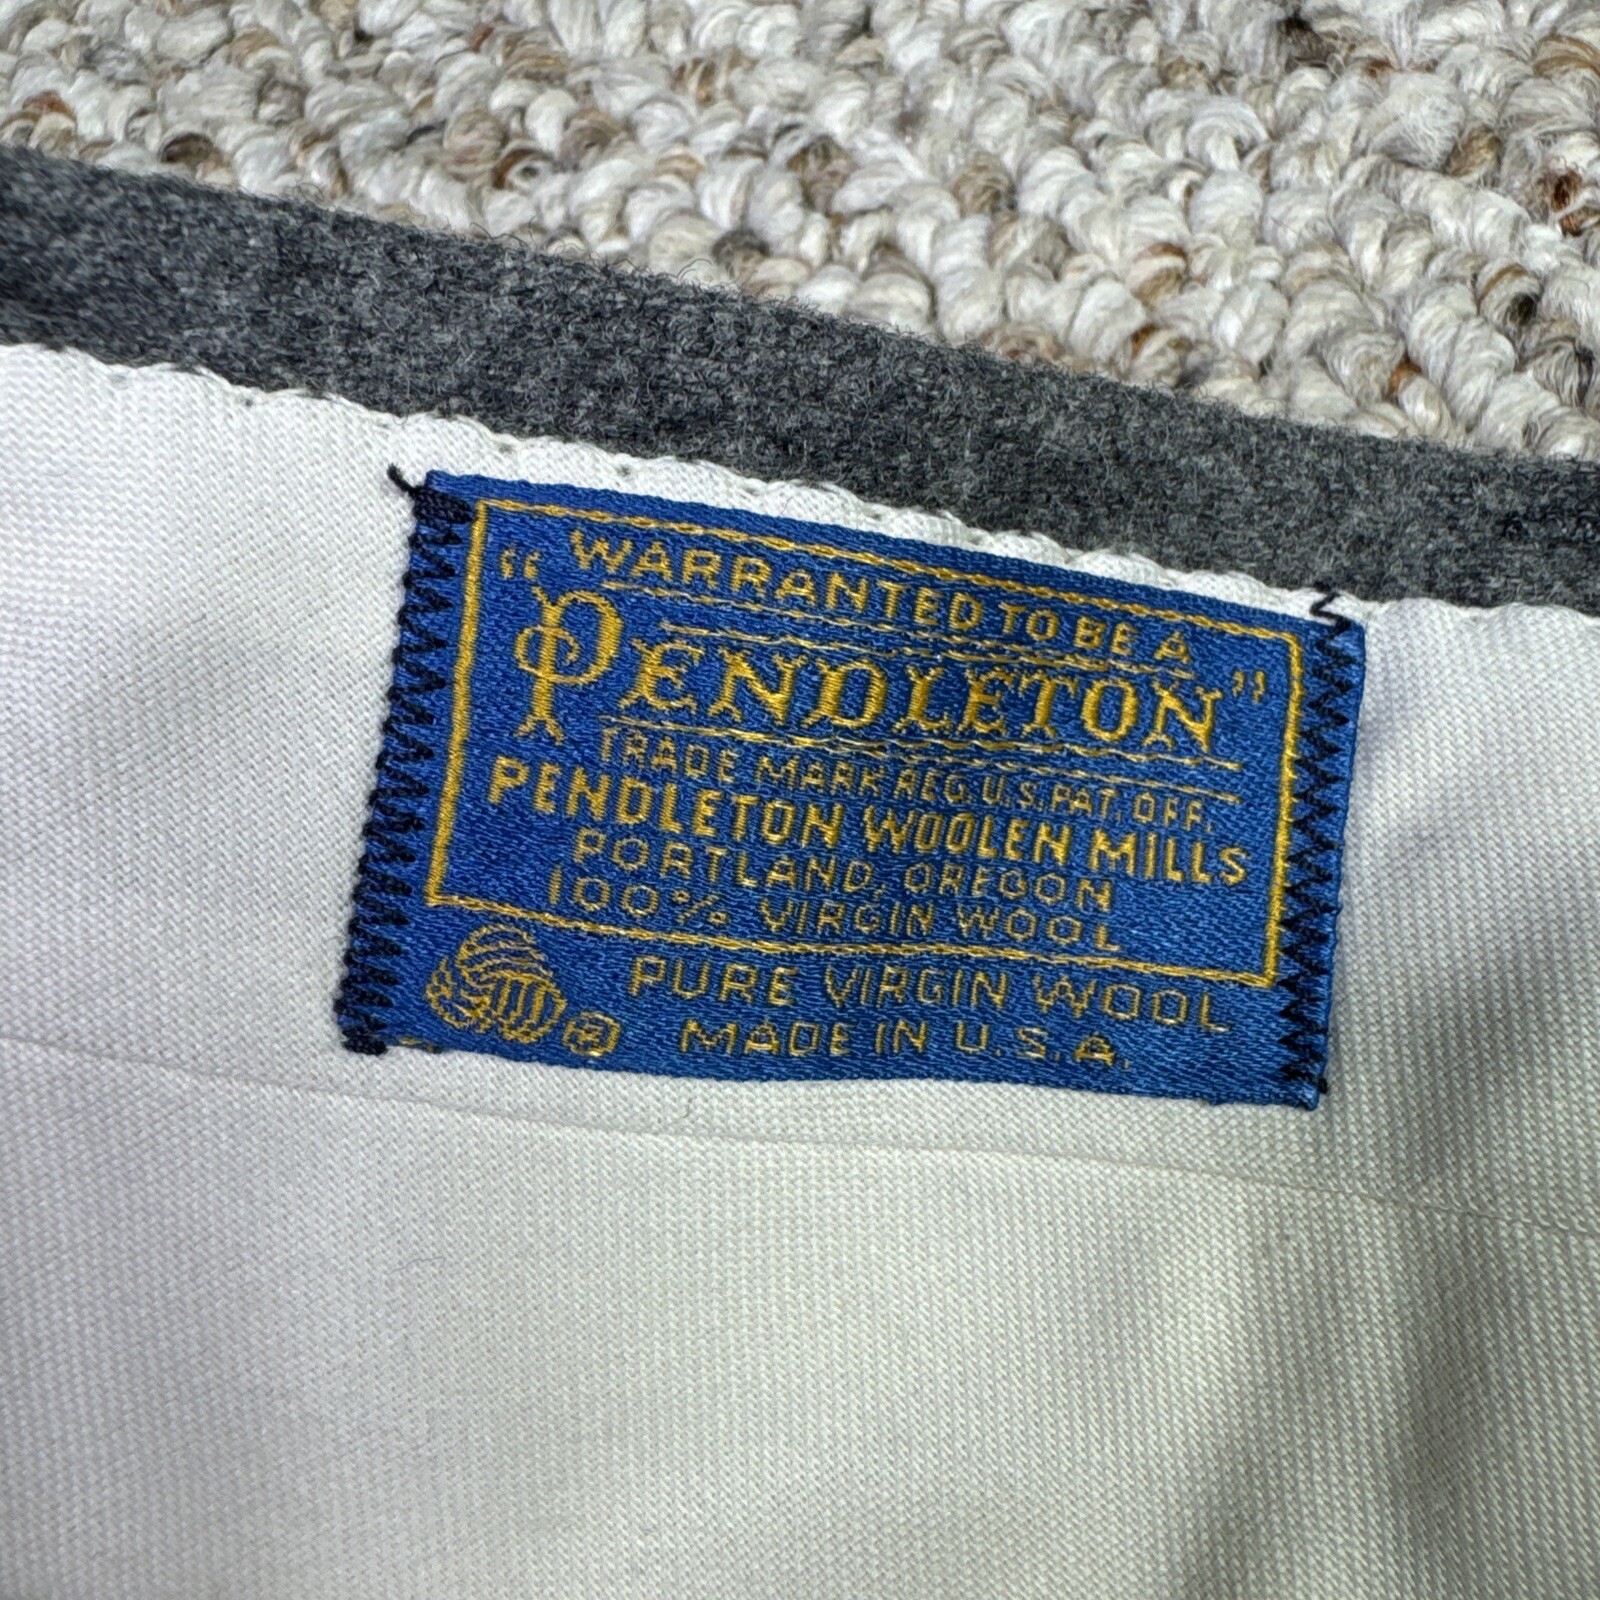 WARRANTED TO BE A
“PENDLETON”
TRADE MARK REG. U.S. PAT. OFF.
PENDLETON WOOLEN MILLS
PORTLAND, OREGON
100% VIRGIN WOOL
PURE VIRGIN WOOL
® MADE IN U.S.A.